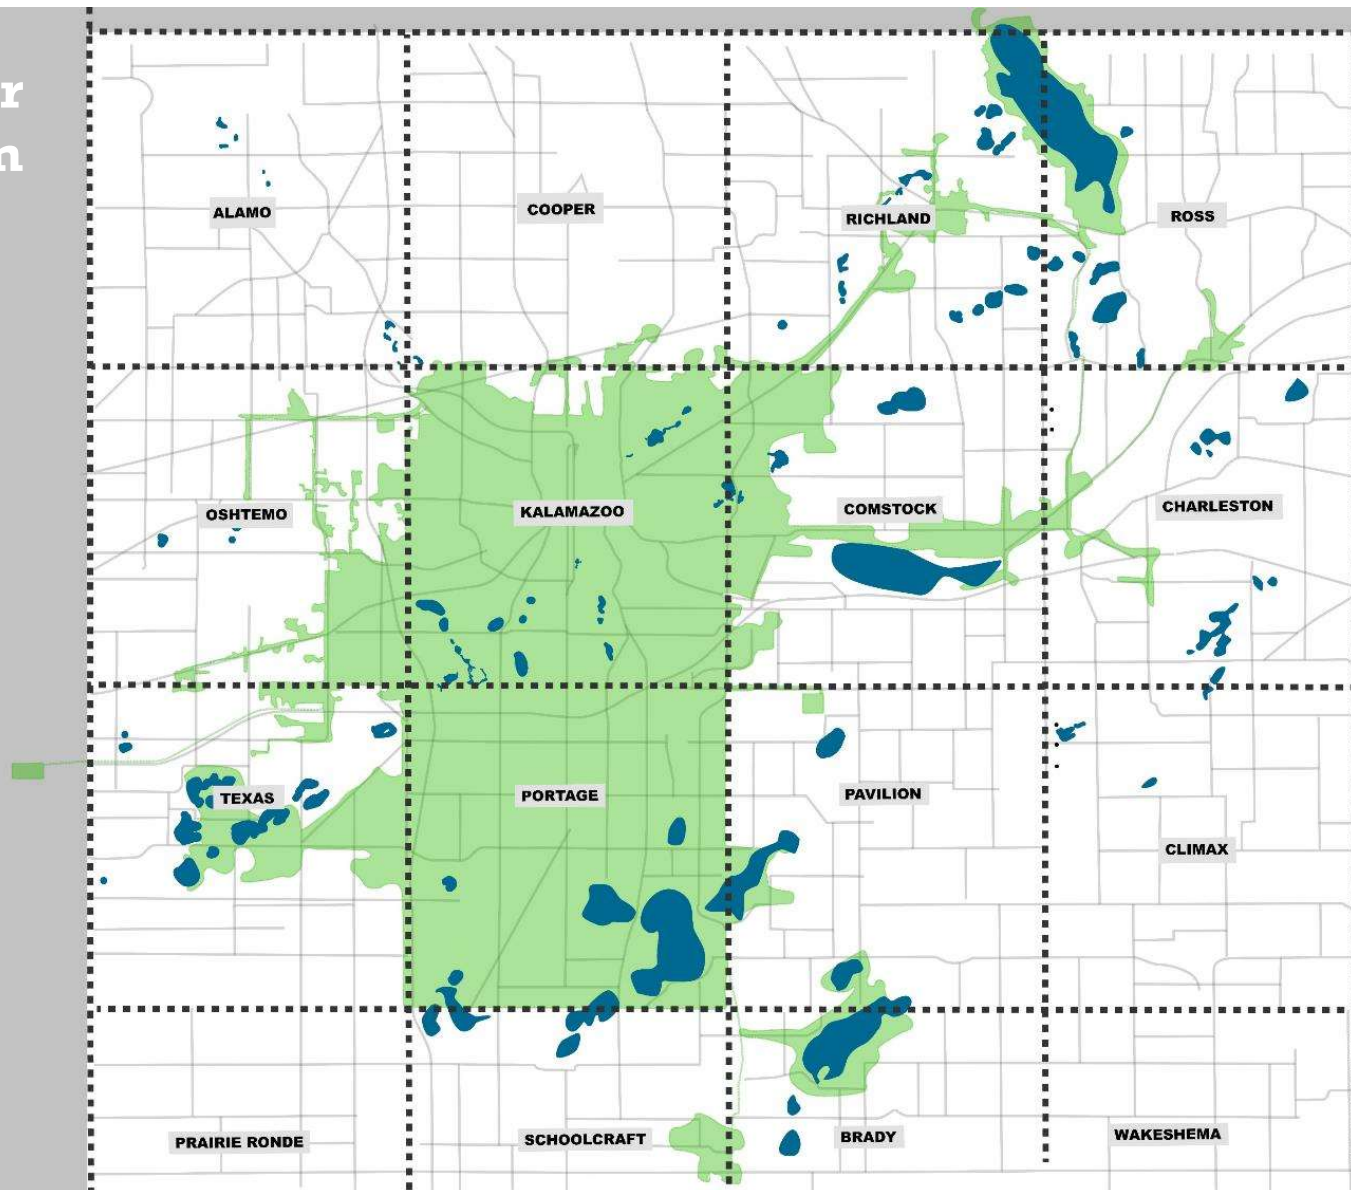 r
n
ALAMO
COOPER
RICHLAND
ROSS
OSHTEMO
KALAMAZOO
COMSTOCK
CHARLESTON
TEXAS
PORTAGE
PAVILION
CLIMAX
PRAIRIE RONDE
SCHOOLCRAFT
BRADY
WAKESHEMA